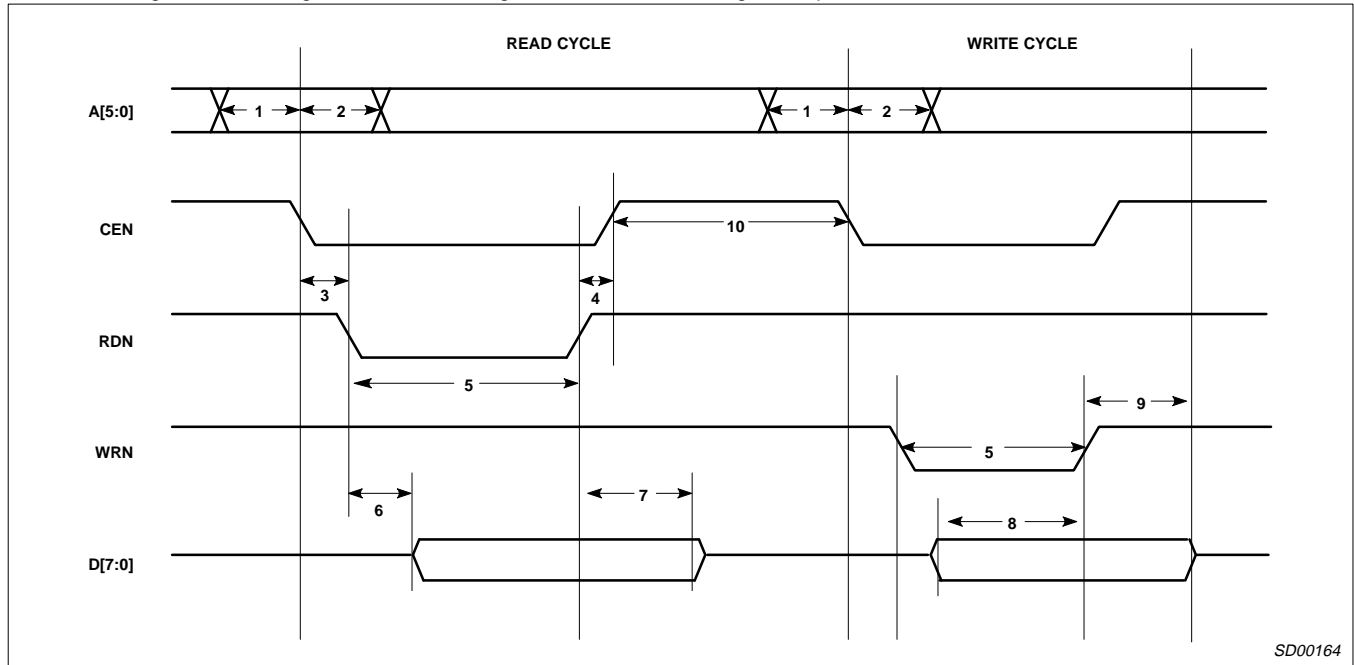 READ CYCLE WRITE CYCLE
A[5:0] 1 2 1 2
CEN 10
3 4
RDN
5
9
WRN 5
7
6
8
D[7:0]
SD00164